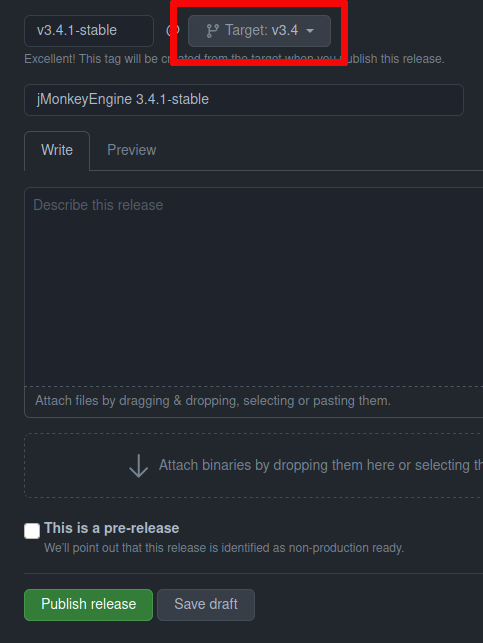 v3.4.1-stable
@ Target: v3.4
Excellent! This tag will be created from the target when you publish this release.
jMonkeyEngine 3.4.1-stable
Write Preview
Describe this release
Attach files by dragging & dropping, selecting or pasting them.
Attach binaries by dropping them here or selecting th
This is a pre-release
We'll point out that this release is identified as non-production ready.
Publish release Save draft